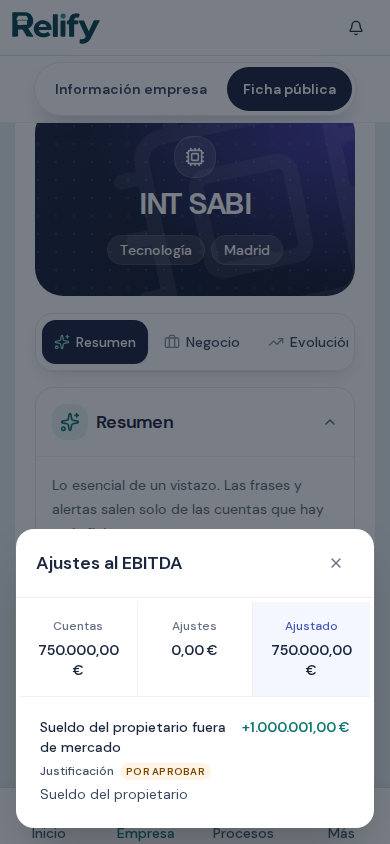 Relify
Información empresa
Ficha pública
INT SABI
Tecnología
Madrid
Resumen
Negocio
Evolución
Resumen
Lo esencial de un vistazo. Las frases y
alertas salen solo de las cuentas que hay
Ajustes al EBITDA
Cuentas
750.000,00
€
Ajustes
0,00 €
Ajustado
750.000,00
€
Sueldo del propietario fuera
de mercado
+1.000.001,00 €
Justificación
POR APROBAR
Sueldo del propietario
Inicio
Empresa
Procesos
Más